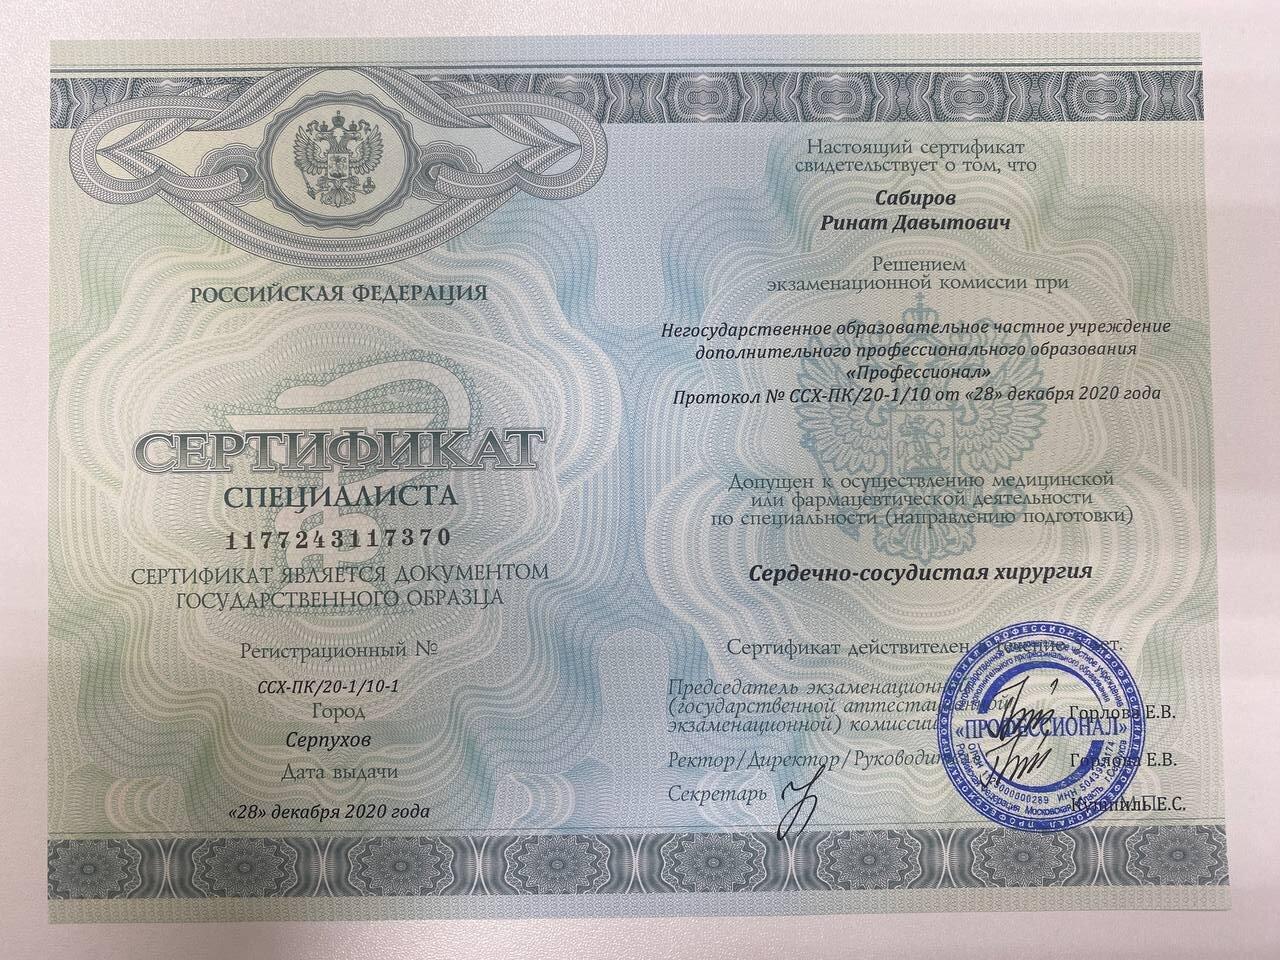 РОССИЙСКАЯ ФЕДЕРАЦИЯ
СЕРТИФИКАТ
СПЕЦИАЛИСТА
1177243117370
СЕРТИФИКАТ ЯВЛЯЕТСЯ ДОКУМЕНТОМ
ГОСУДАРСТВЕННОГО ОБРАЗЦА
Регистрационный №
ССХ-ПК/20-1/10-1
Город
Серпухов
Дата выдачи
«28» декабря 2020 года
Настоящий сертификат
свидетельствует о том, что
Сабиров
Ринат Давытович
Решением
экзаменационной комиссии при
Негосударственное образовательное частное учреждение
дополнительного профессионального образования
«Профессионал»
Протокол № ССХ-ПК/20-1/10 от «28» декабря 2020 года
Допущен к осуществлению медицинской
или фармацевтической деятельности
по специальности (направлению подготовки)
Сердечно-сосудистая хирургия
Сертификат действителен
Председатель экзаменационной
(государственной аттестационной
экзаменационной) комиссии
Горлова Е.В.
Ректор/Директор/Руководитель
Горлова Е.В.
Секретарь
Е.С.
«ПРОФЕССИОНАЛ»